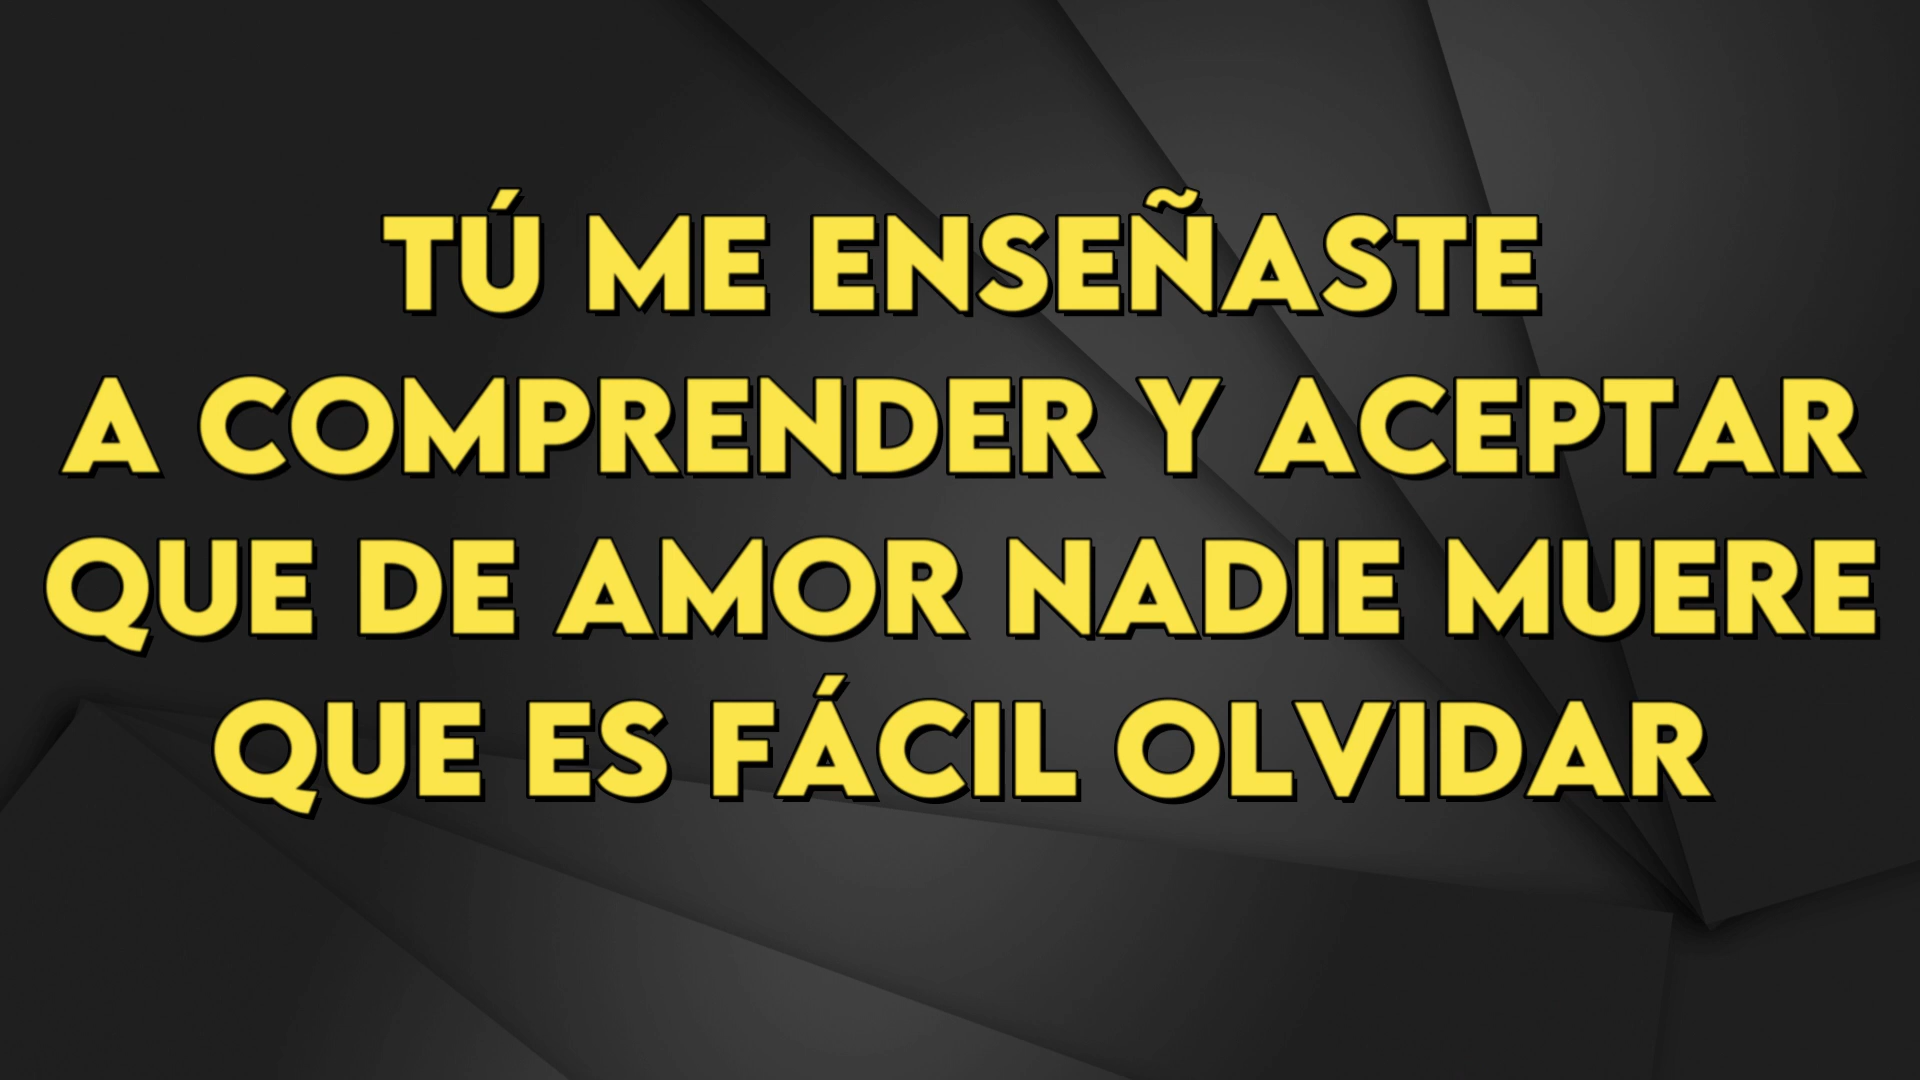 TÚ ME ENSEÑASTE
A COMPRENDER Y ACEPTAR
QUE DE AMOR NADIE MUERE
QUE ES FÁCIL OLVIDAR